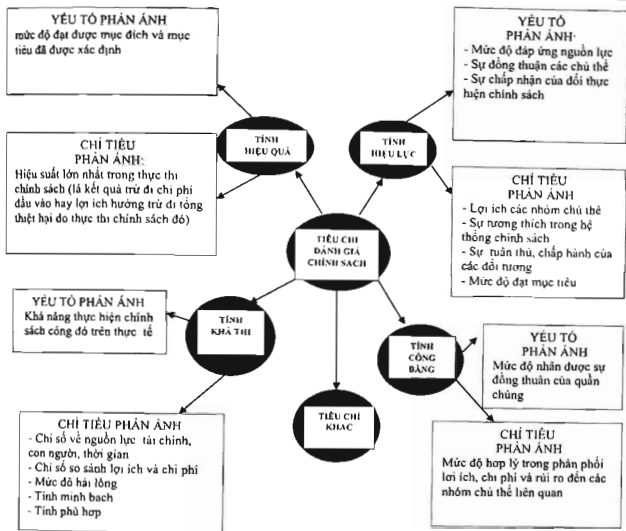 YẾU TỐ PHẢN ÁNH
mức độ đạt được mục đích và mục
tiêu đã được xác định
YẾU TỐ
PHẢN ÁNH:
- Mức độ đáp ứng nguồn lực
- Sự đồng thuận các chủ thể
- Sự chấp nhận của đối thực
hiện chính sách
TÍNH
HIỆU QUẢ
TÍNH
HIỆU LỰC
CHỈ TIÊU
PHẢN ÁNH:
Hiệu suất lớn nhất trong thực thi
chính sách (là kết quả trừ đi chi phí
đầu vào hay lợi ích hưởng trừ đi tổng
thiệt hại do thực thi chính sách đó)
CHỈ TIÊU
PHẢN ÁNH
- Lợi ích các nhóm chủ thể
- Sự tương thích trong hệ
thống chính sách
- Sự tuân thủ, chấp hành của
các đối tượng
- Mức độ đạt mục tiêu
TIÊU CHÍ
ĐÁNH GIÁ
CHÍNH SÁCH
YẾU TỐ PHẢN ÁNH
Khả năng thực hiện chính
sách công đó trên thực tế
TÍNH
KHẢ THI
TÍNH
CÔNG
BẰNG
YẾU TỐ
PHẢN ÁNH
Mức độ nhân được sự
đồng thuân của quần
chúng
TIÊU CHÍ
KHÁC
CHỈ TIÊU PHẢN ÁNH
- Chi số về nguồn lực tài chính,
con người, thời gian
- Chỉ số so sánh lợi ích và chi phí
- Mức đô hài lòng
- Tính minh bach
- Tính phù hơp
CHỈ TIÊU
PHẢN ÁNH
Mức độ hơp lý trong phân phối
lơi ích, chi phí và rủi ro đến các
nhóm chủ thể liên quan